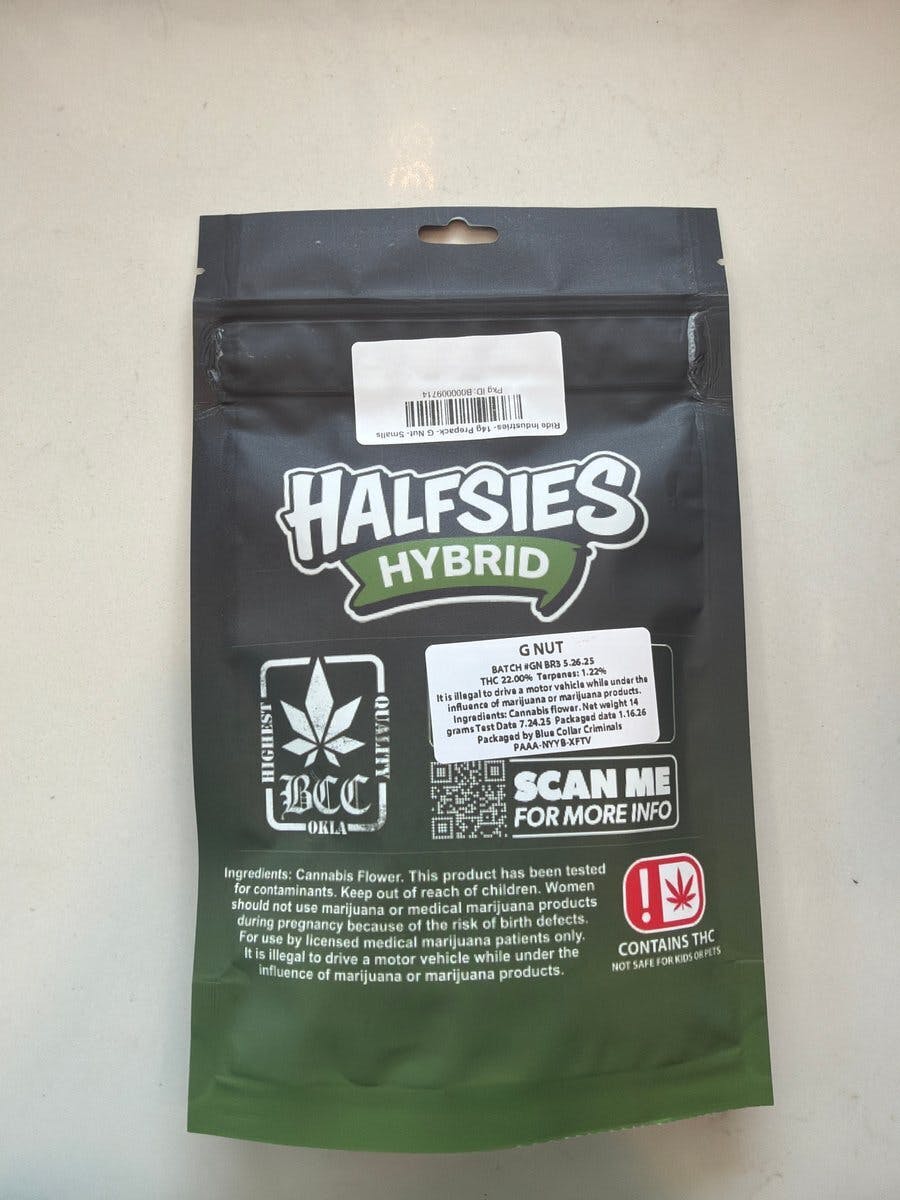 Ride Industries- 14g Prepack- G Nut- Smalls
Pkg ID: B000009714
HALFSIES
HYBRID
G NUT
BATCH #GN BR3 5.26.25
THC 22.00% Terpenes: 1.22%
It is illegal to drive a motor vehicle while under the
influence of marijuana or marijuana products.
Ingredients: Cannabis flower. Net weight 14
grams Test Date 7.24.25 Packaged date 1.16.26
Packaged by Blue Collar Criminals
PAAA-NYYB-XFTV
HIGHEST
QUALITY
BCC
OKLA
SCAN ME
FOR MORE INFO
Ingredients: Cannabis Flower. This product has been tested
for contaminants. Keep out of reach of children. Women
should not use marijuana or medical marijuana products
during pregnancy because of the risk of birth defects.
For use by licensed medical marijuana patients only.
It is illegal to drive a motor vehicle while under the
influence of marijuana or marijuana products.
!
CONTAINS THC
NOT SAFE FOR KIDS OR PETS